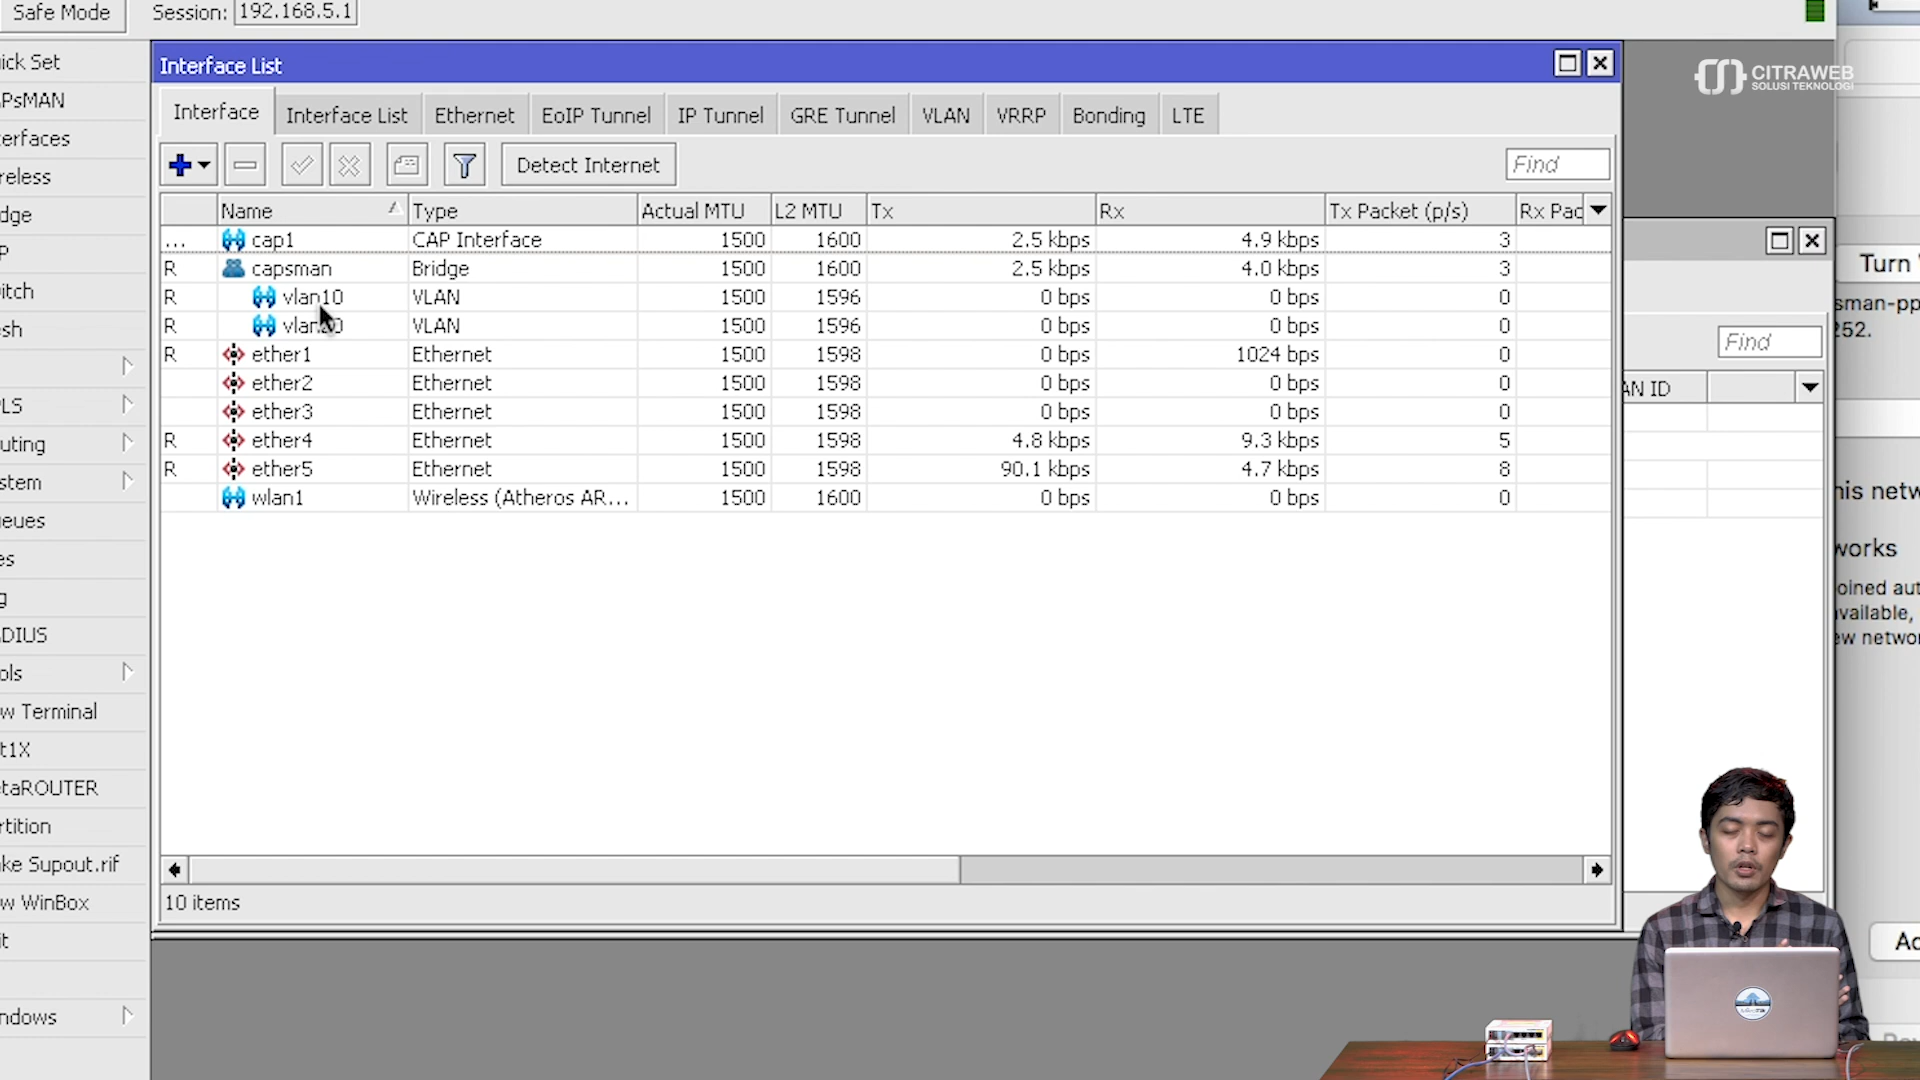 Safe Mode
Session: 192.168.5.1
ick Set
PsMAN
erfaces
reless
dge
P
itch
esh
LS
uting
stem
eues
es
g
DIUS
ols
w Terminal
t1X
etaROUTER
rtition
ke Supout.rif
w WinBox
it
ndows
Interface List
Interface Interface List Ethernet EoIP Tunnel IP Tunnel GRE Tunnel VLAN VRRP Bonding LTE
Detect Internet
Find
Name Type Actual MTU L2 MTU Tx Rx Tx Packet (p/s) Rx Pac
... cap1 CAP Interface 1500 1600 2.5 kbps 4.9 kbps 3
R capsman Bridge 1500 1600 2.5 kbps 4.0 kbps 3
R vlan10 VLAN 1500 1596 0 bps 0 bps 0
R VLAN 1500 1596 0 bps 0 bps 0
R ether1 Ethernet 1500 1598 0 bps 1024 bps 0
ether2 Ethernet 1500 1598 0 bps 0 bps 0
ether3 Ethernet 1500 1598 0 bps 0 bps 0
R ether4 Ethernet 1500 1598 4.8 kbps 9.3 kbps 5
R ether5 Ethernet 1500 1598 90.1 kbps 4.7 kbps 8
wlan1 Wireless (Atheros AR... 1500 1600 0 bps 0 bps 0
10 items
CITRAWEB
SOLUSI TEKNOLOGI
Turn
sman-pp
252.
Find
AN ID
his netw
works
oined aut
vailable,
ew networ
Ad